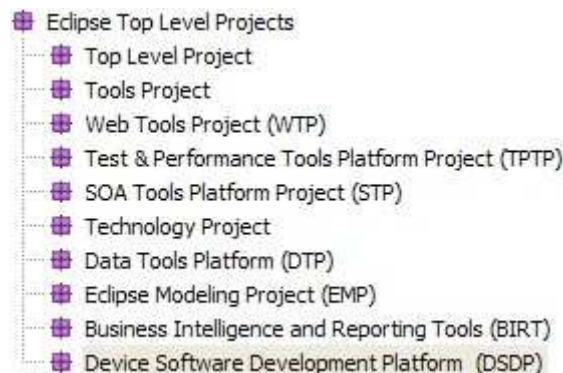 Eclipse Top Level Projects
Top Level Project
Tools Project
Web Tools Project (WTP)
Test & Performance Tools Platform Project (TPTP)
SOA Tools Platform Project (STP)
Technology Project
Data Tools Platform (DTP)
Eclipse Modeling Project (EMP)
Business Intelligence and Reporting Tools (BIRT)
Device Software Development Platform (DSDP)